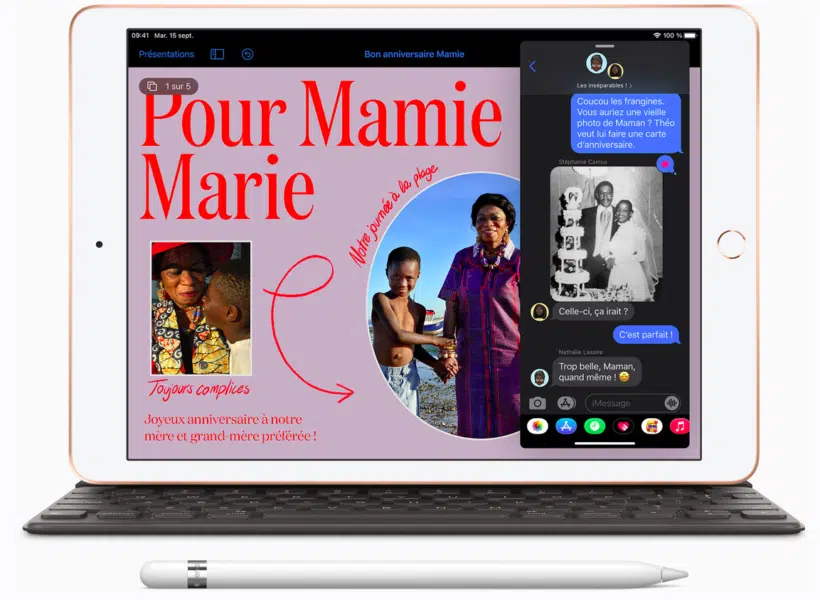 09:41 Mar. 15 sept.
100 %
Présentations
Bon anniversaire Mamie
1 sur 5
Pour Mamie
Marie
Notre journée à la plage
Toujours complices
Joyeux anniversaire à notre
mère et grand-mère préférée !
Les inséparables ! >
Coucou les frangines.
Vous auriez une vieille
photo de Maman ? Théo
veut lui faire une carte
d'anniversaire.
Stéphanie Camux
Celle-ci, ça irait ?
C'est parfait !
Nathalie Lassire
Trop belle, Maman,
quand même ! 🤩
iMessage